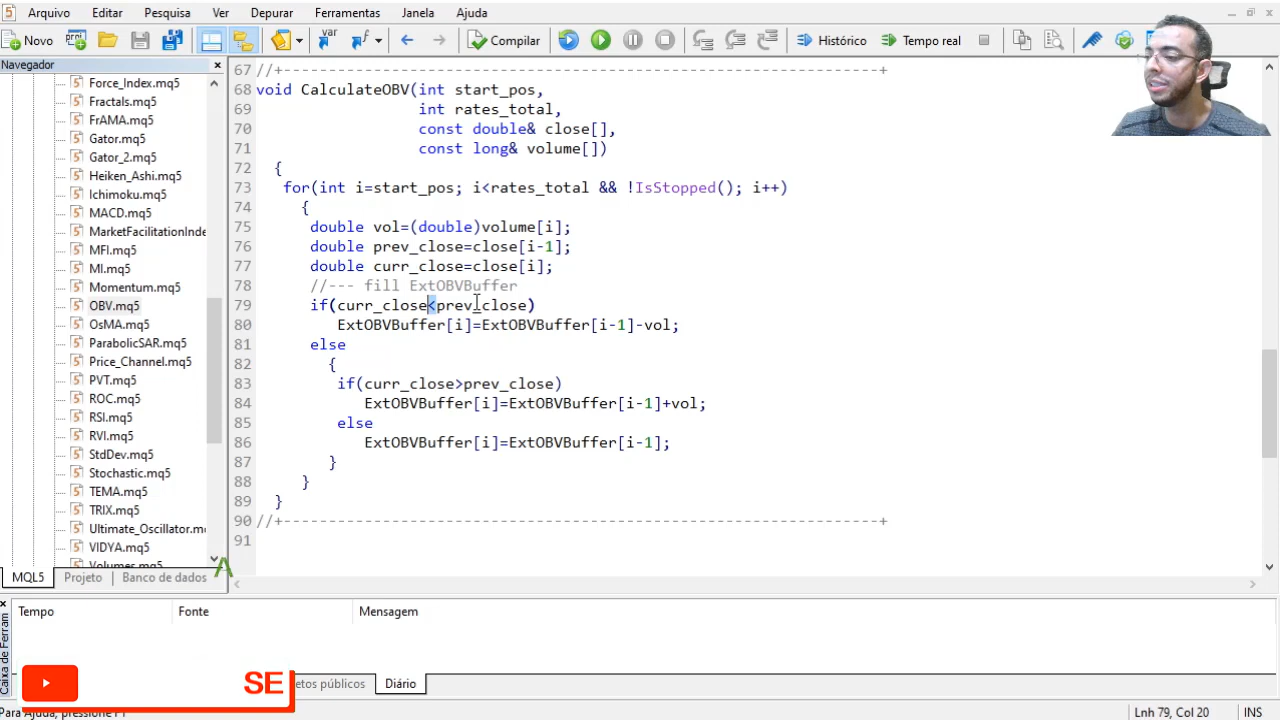 Arquivo Editar Pesquisa Ver Depurar Ferramentas Janela Ajuda
Novo Compilar Histórico Tempo real
Navegador
Force_Index.mq5
Fractals.mq5
FrAMA.mq5
Gator.mq5
Gator_2.mq5
Heiken_Ashi.mq5
Ichimoku.mq5
MACD.mq5
MarketFacilitationInde
MFI.mq5
MI.mq5
Momentum.mq5
OBV.mq5
OsMA.mq5
ParabolicSAR.mq5
Price_Channel.mq5
PVT.mq5
ROC.mq5
RSI.mq5
RVI.mq5
StdDev.mq5
Stochastic.mq5
TEMA.mq5
TRIX.mq5
Ultimate_Oscillator.m
VIDYA.mq5
Volumes.mq5
MQL5 Projeto Banco de dados
67 //+------------------------------------------------------------------+
68 void CalculateOBV(int start_pos,
69 int rates_total,
70 const double& close[],
71 const long& volume[])
72 {
73 for(int i=start_pos; i<rates_total && !IsStopped(); i++)
74 {
75 double vol=(double)volume[i];
76 double prev_close=close[i-1];
77 double curr_close=close[i];
78 //--- fill ExtOBVBuffer
79 if(curr_close<prev_close)
80 ExtOBVBuffer[i]=ExtOBVBuffer[i-1]-vol;
81 else
82 {
83 if(curr_close>prev_close)
84 ExtOBVBuffer[i]=ExtOBVBuffer[i-1]+vol;
85 else
86 ExtOBVBuffer[i]=ExtOBVBuffer[i-1];
87 }
88 }
89 }
90 //+------------------------------------------------------------------+
91
Tempo Fonte Mensagem
Caixa de Ferram
SE
etos públicos Diário
Para Ajuda, pressione F1 Lnh 79, Col 20 INS